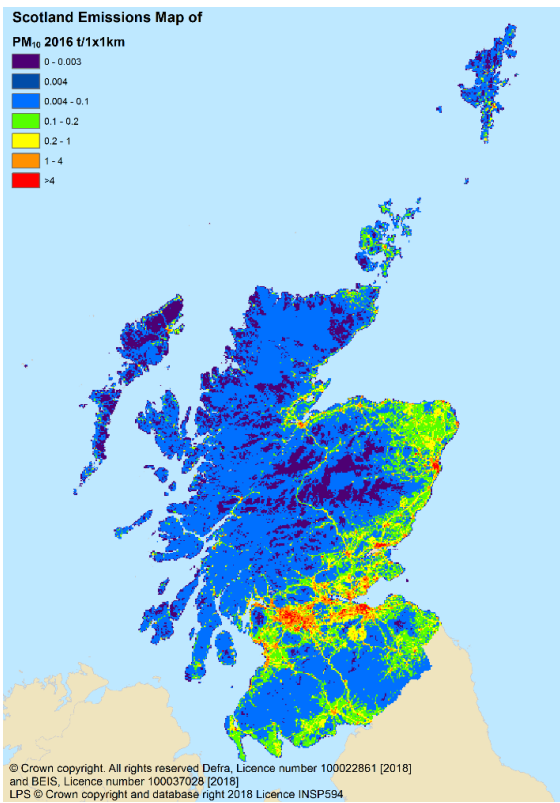 Scotland Emissions Map of
PM₁₀ 2016 t/1x1km
0 - 0.003
0.004
0.004 - 0.1
0.1 - 0.2
0.2 - 1
1 - 4
>4
© Crown copyright. All rights reserved Defra, Licence number 100022861 [2018]
and BEIS, Licence number 100037028 [2018]
LPS © Crown copyright and database right 2018 Licence INSP594